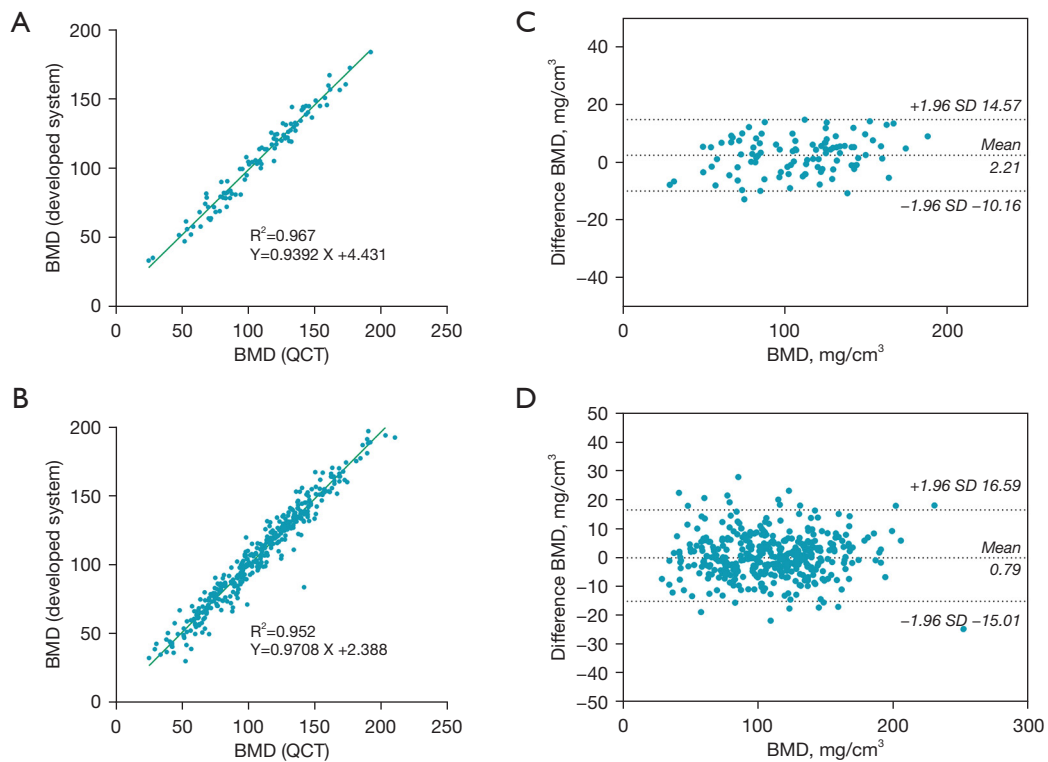 A
200
150
100
50
0
BMD (developed system)
R²=0.967
Y=0.9392 X +4.431
0 50 100 150 200 250
BMD (QCT)
C
40
20
0
−20
−40
Difference BMD, mg/cm³
+1.96 SD 14.57
Mean
2.21
−1.96 SD −10.16
0 100 200
BMD, mg/cm³
B
200
150
100
50
0
BMD (developed system)
R²=0.952
Y=0.9708 X +2.388
0 50 100 150 200 250
BMD (QCT)
D
50
40
30
20
10
0
−10
−20
−30
−40
−50
Difference BMD, mg/cm³
+1.96 SD 16.59
Mean
0.79
−1.96 SD −15.01
0 100 200 300
BMD, mg/cm³